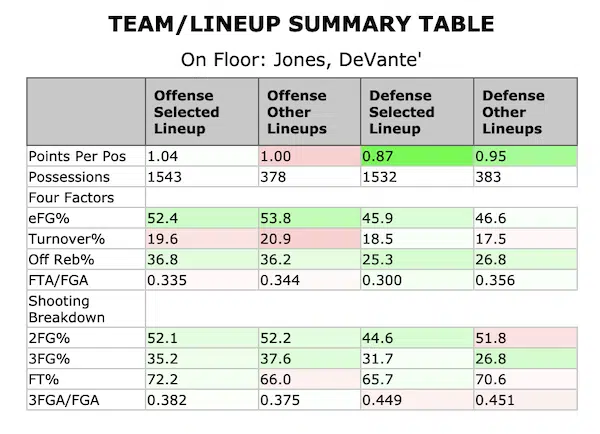 TEAM/LINEUP SUMMARY TABLE
On Floor: Jones, DeVante'
Offense Selected Lineup Offense Other Lineups Defense Selected Lineup Defense Other Lineups
Points Per Pos 1.04 1.00 0.87 0.95
Possessions 1543 378 1532 383
Four Factors
eFG% 52.4 53.8 45.9 46.6
Turnover% 19.6 20.9 18.5 17.5
Off Reb% 36.8 36.2 25.3 26.8
FTA/FGA 0.335 0.344 0.300 0.356
Shooting
Breakdown
2FG% 52.1 52.2 44.6 51.8
3FG% 35.2 37.6 31.7 26.8
FT% 72.2 66.0 65.7 70.6
3FGA/FGA 0.382 0.375 0.449 0.451